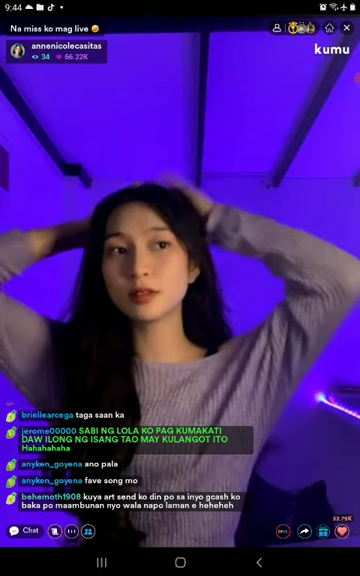 9:44
Na miss ko mag live 😄
annenicolecasitas
34 66.22K
kumu
briellearcega taga saan ka
jerome00000 SABI NG LOLA KO PAG KUMAKATI
DAW ILONG NG ISANG TAO MAY KULANGOT ITO
Hahahahaha
anyken_goyena ano pala
anyken_goyena fave song mo
behemoth1908 kuya art send ko din po sa inyo gcash ko
baka po maambunan nyo wala napo laman e heheheh
32.79K
Chat